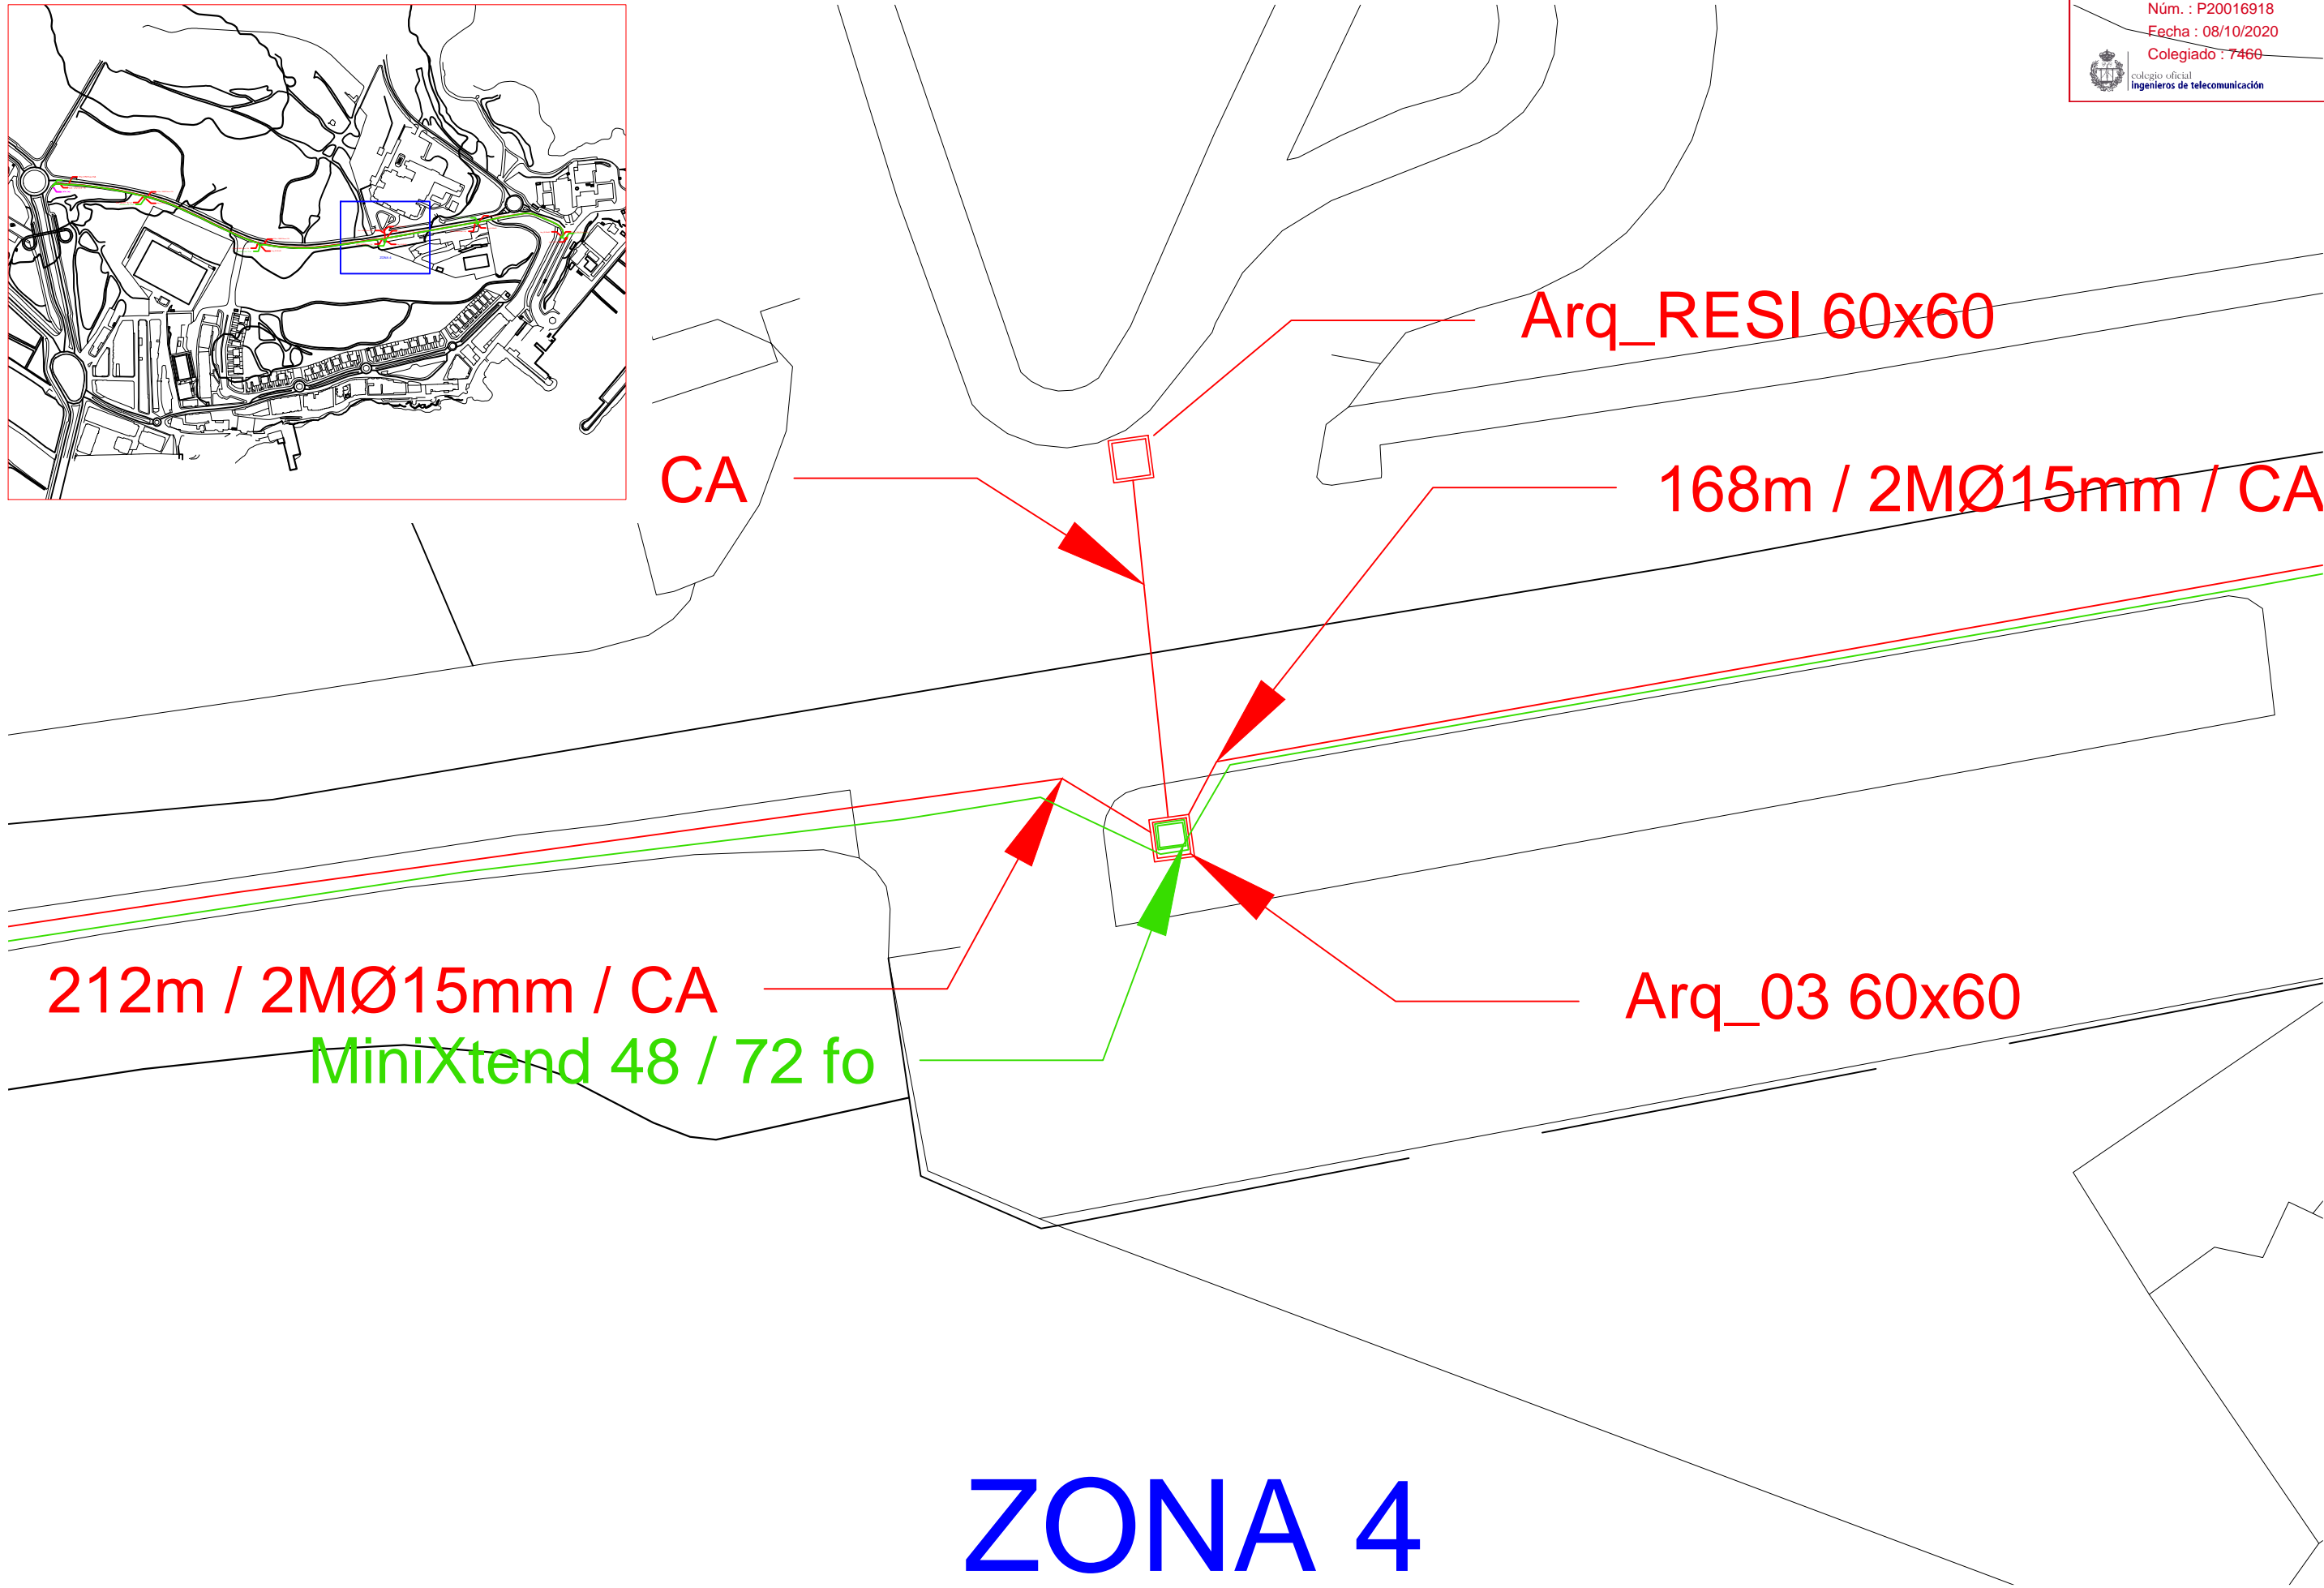 Núm. : P20016918
Fecha : 08/10/2020
Colegiado : 7460
colegio oficial
ingenieros de telecomunicación
Arq_RESI 60x60
CA
168m / 2MØ15mm / CA
212m / 2MØ15mm / CA
MiniXtend 48 / 72 fo
Arq_03 60x60
ZONA 4